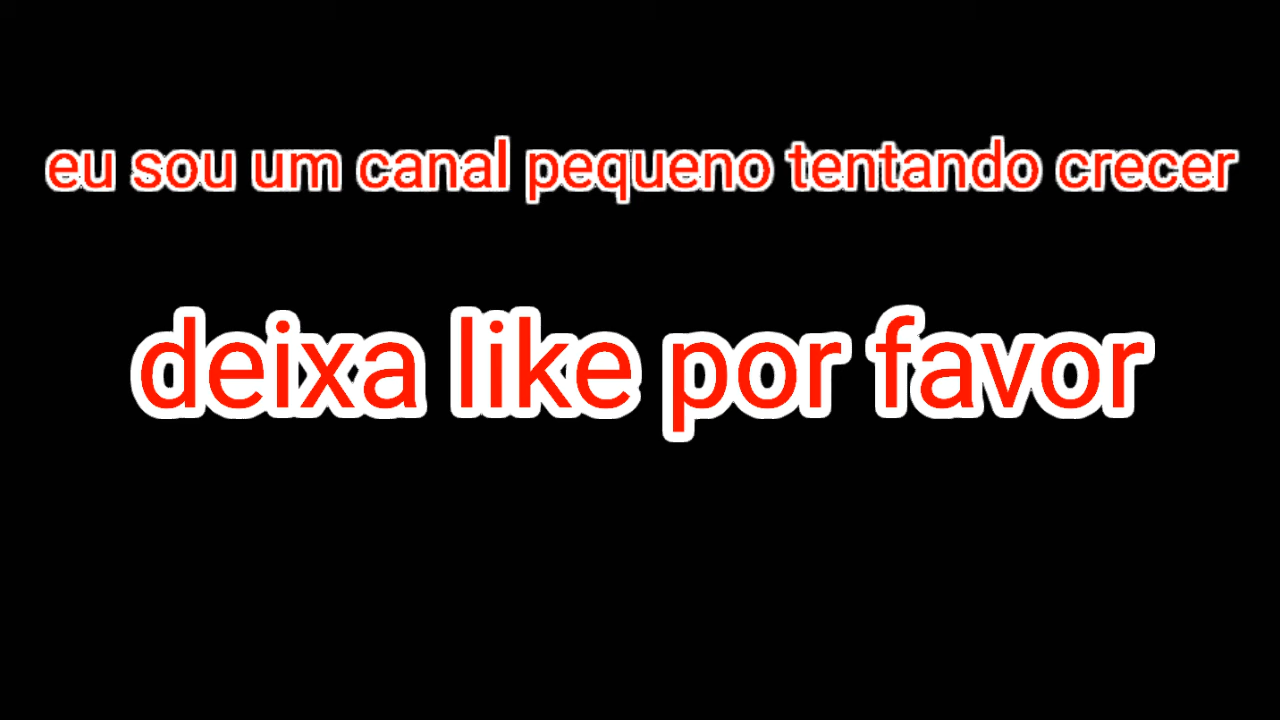 eu sou um canal pequeno tentando crecer
deixa like por favor